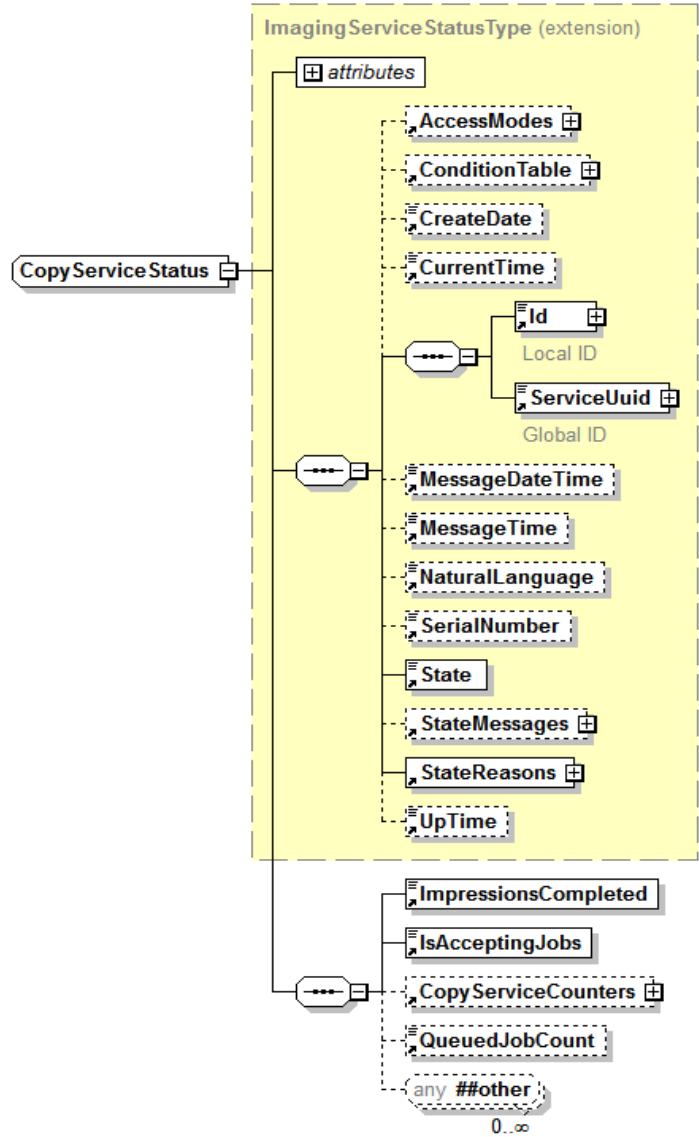 ImagingServiceStatusType (extension)
attributes
AccessModes
ConditionTable
CreateDate
CurrentTime
CopyServiceStatus
Id
Local ID
ServiceUuid
Global ID
MessageDateTime
MessageTime
NaturalLanguage
SerialNumber
State
StateMessages
StateReasons
UpTime
ImpressionsCompleted
IsAcceptingJobs
CopyServiceCounters
QueuedJobCount
any ##other
0..∞